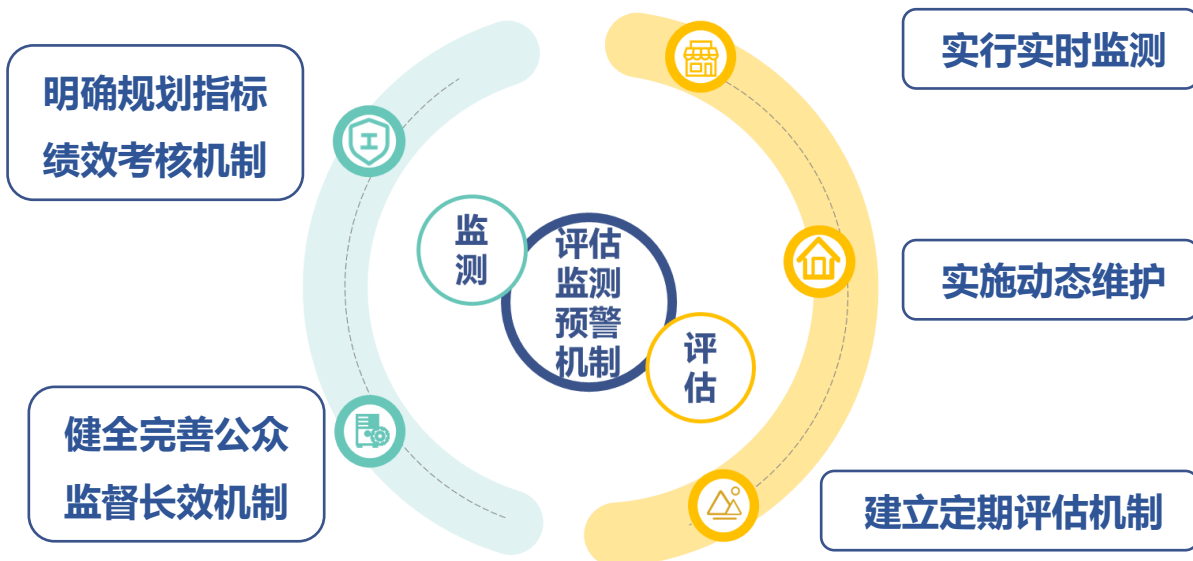 明确规划指标
绩效考核机制
健全完善公众
监督长效机制
监
测
评估
监测
预警
机制
评
估
实行实时监测
实施动态维护
建立定期评估机制